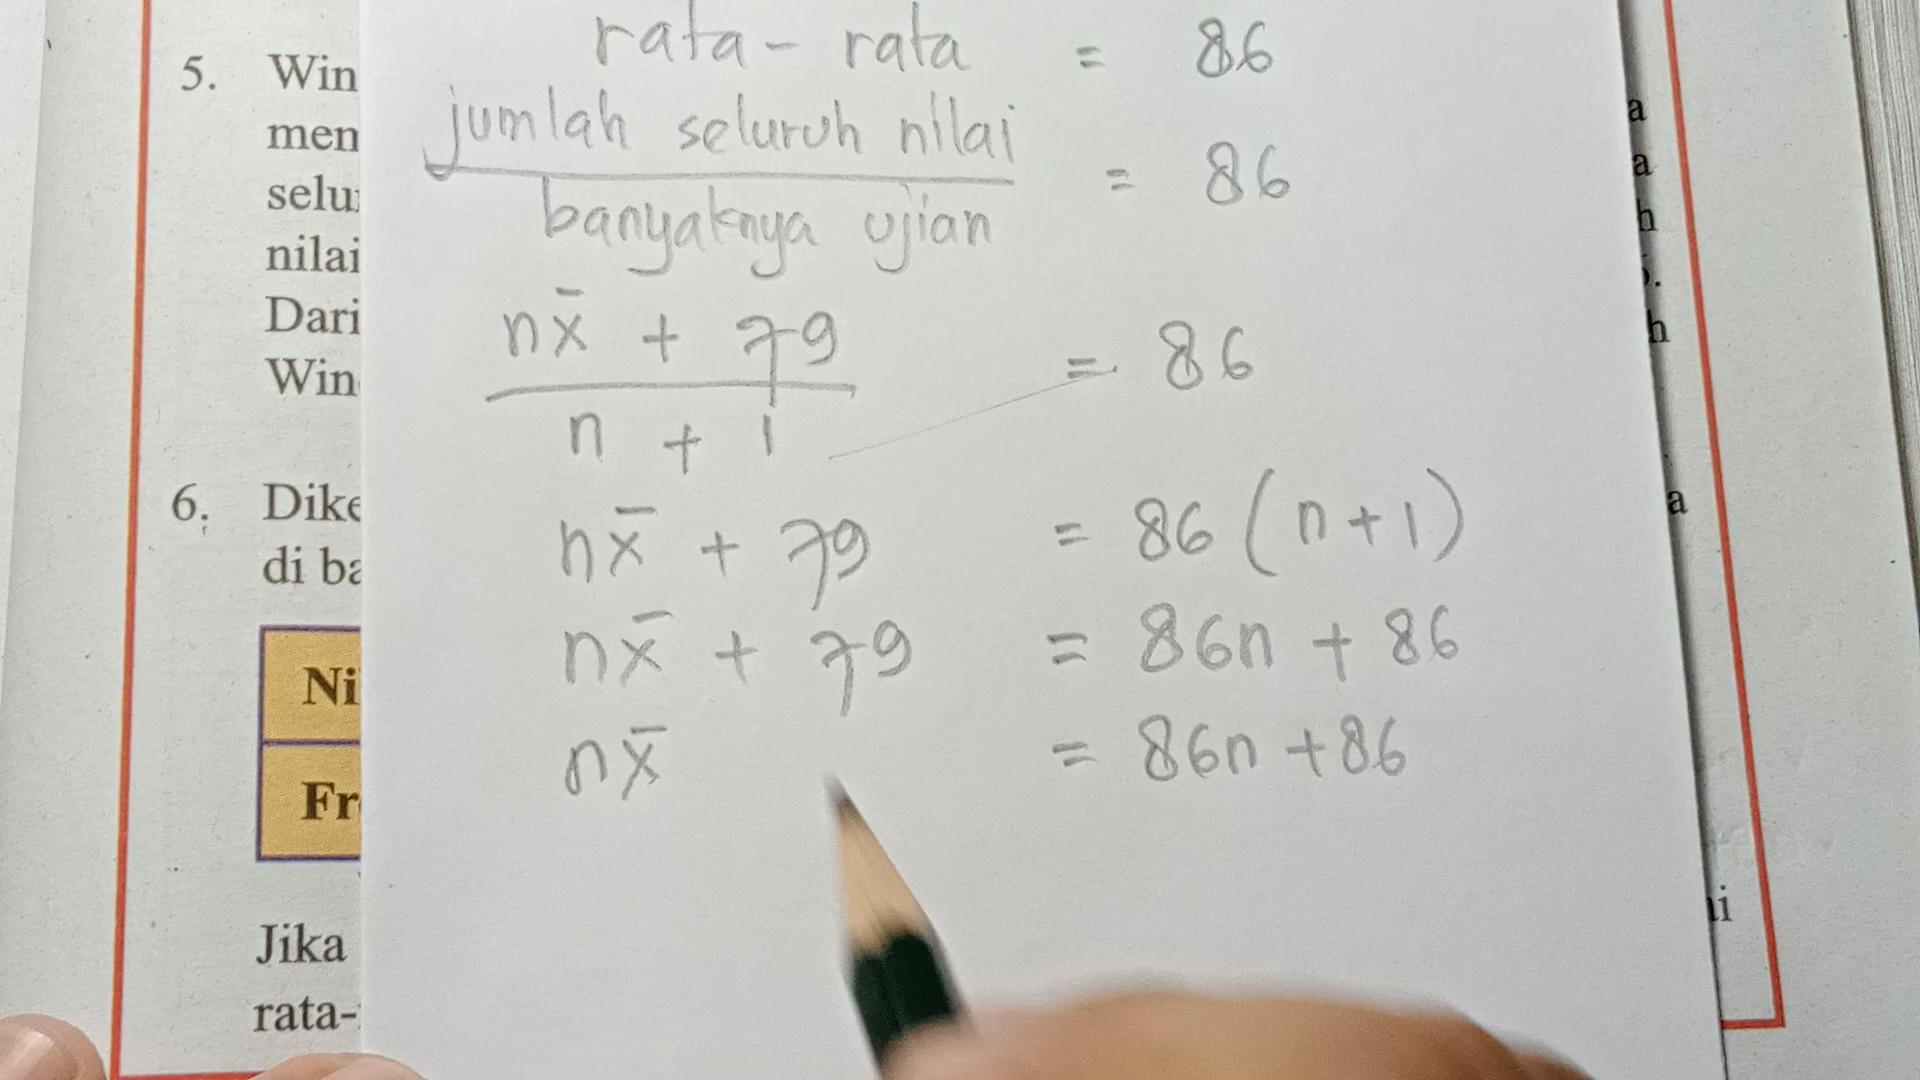 rata-rata = 86
jumlah seluruh nilai / banyaknya ujian = 86
nx̄ + 79 / n + 1 = 86
nx̄ + 79 = 86 (n+1)
nx̄ + 79 = 86n + 86
nx̄ = 86n + 86
5. Win
men
selu
nilai
Dari
Win
6. Dike
di ba
Ni
Fr
Jika
rata-
a
a
h
h
a